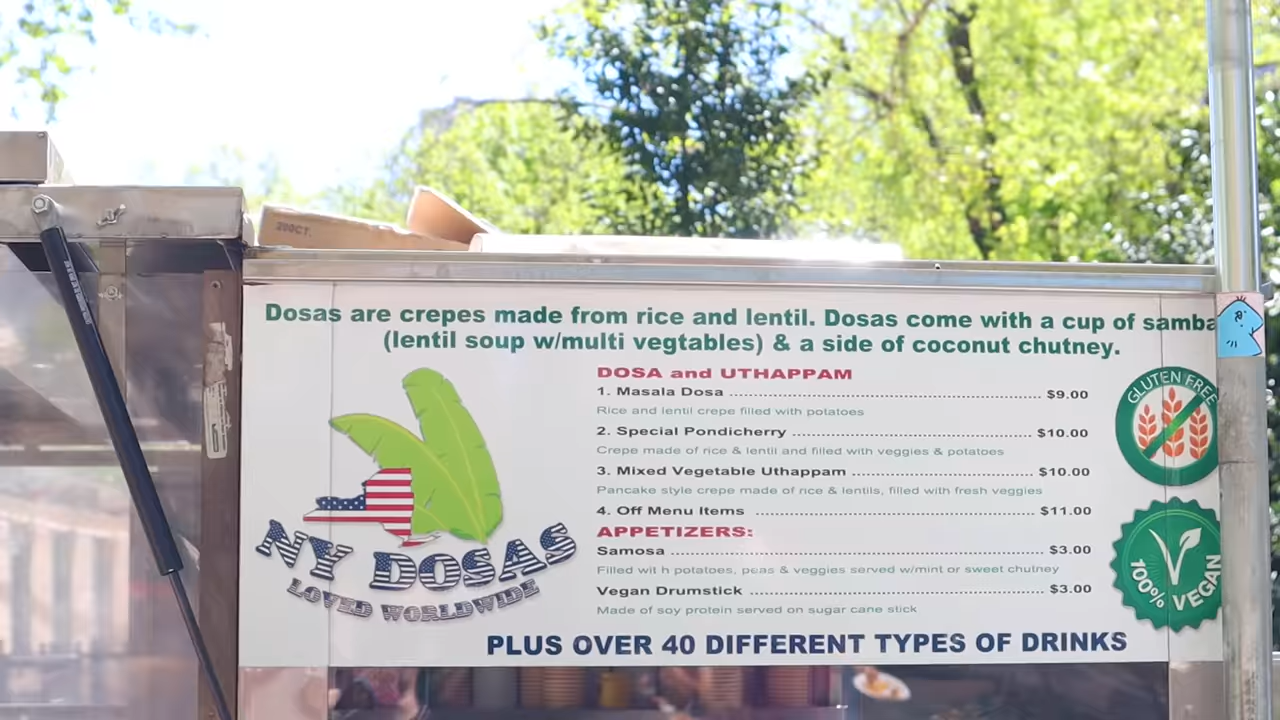 200CT.
Dosas are crepes made from rice and lentil. Dosas come with a cup of samba
(lentil soup w/multi vegtables) & a side of coconut chutney.
DOSA and UTHAPPAM
1. Masala Dosa ........ $9.00
Rice and lentil crepe filled with potatoes
2. Special Pondicherry ........ $10.00
Crepe made of rice & lentil and filled with veggies & potatoes
3. Mixed Vegetable Uthappam ........ $10.00
Pancake style crepe made of rice & lentils, filled with fresh veggies
4. Off Menu Items ........ $11.00
APPETIZERS:
Samosa ........ $3.00
Filled wit h potatoes, peas & veggies served w/mint or sweet chutney
Vegan Drumstick ........ $3.00
Made of soy protein served on sugar cane stick
PLUS OVER 40 DIFFERENT TYPES OF DRINKS
NY DOSAS
LOVED WORLDWIDE
GLUTEN FREE
100% VEGAN